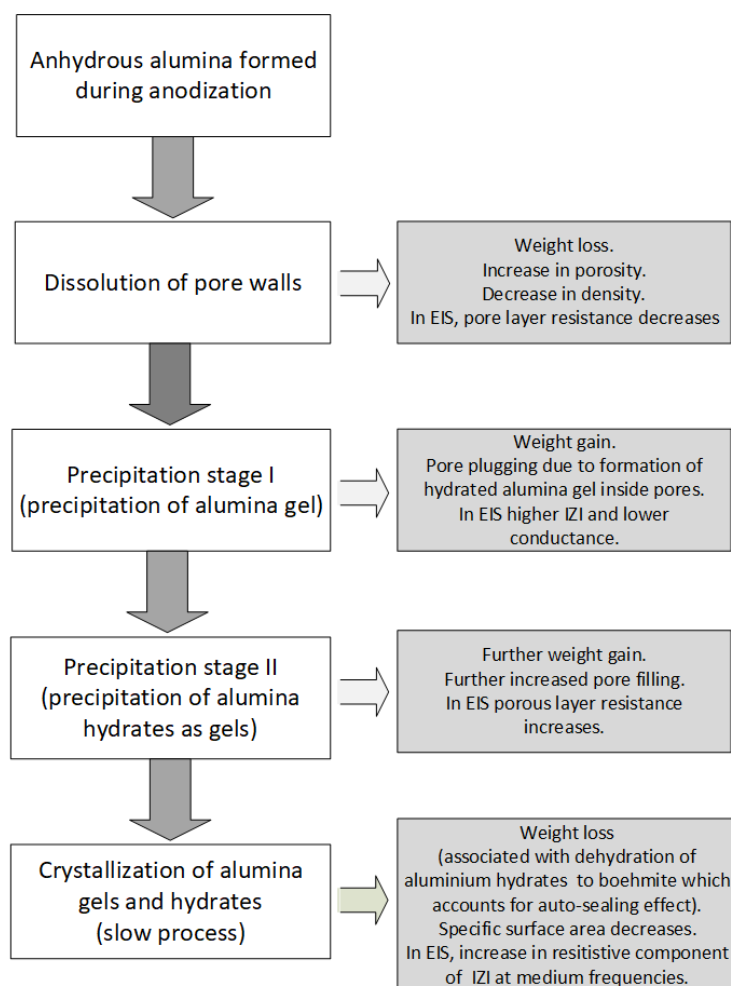 Anhydrous alumina formed
during anodization
Dissolution of pore walls
Weight loss.
Increase in porosity.
Decrease in density.
In EIS, pore layer resistance decreases
Precipitation stage I
(precipitation of alumina gel)
Weight gain.
Pore plugging due to formation of
hydrated alumina gel inside pores.
In EIS higher IZI and lower
conductance.
Precipitation stage II
(precipitation of alumina
hydrates as gels)
Further weight gain.
Further increased pore filling.
In EIS porous layer resistance
increases.
Crystallization of alumina
gels and hydrates
(slow process)
Weight loss
(associated with dehydration of
aluminium hydrates to boehmite which
accounts for auto-sealing effect).
Specific surface area decreases.
In EIS, increase in resitistive component
of IZI at medium frequencies.